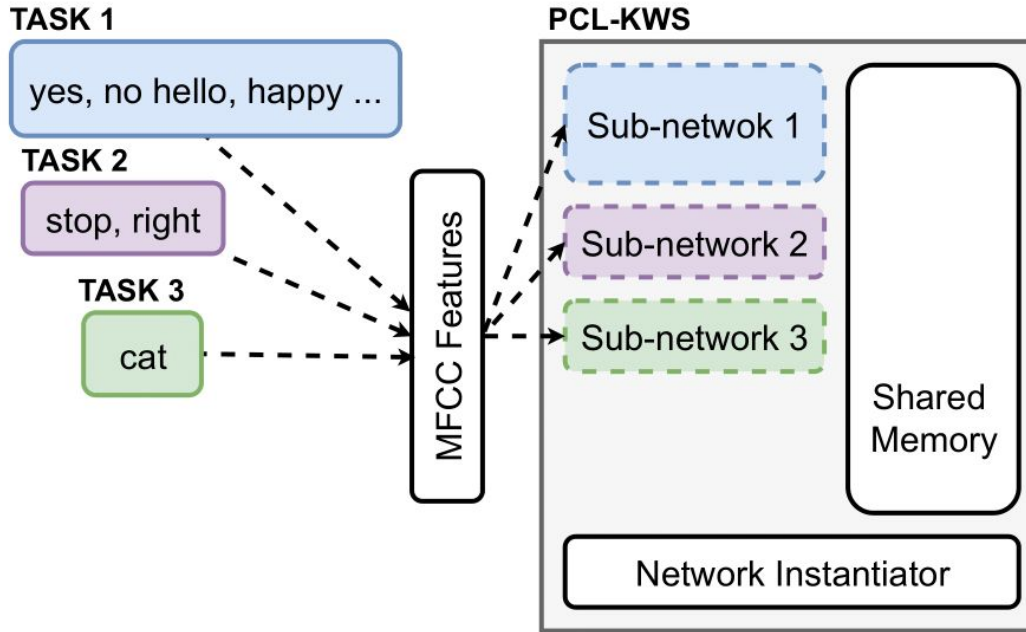 TASK 1
yes, no hello, happy ...
TASK 2
stop, right
TASK 3
cat
MFCC Features
PCL-KWS
Sub-netwok 1
Sub-network 2
Sub-network 3
Shared
Memory
Network Instantiator